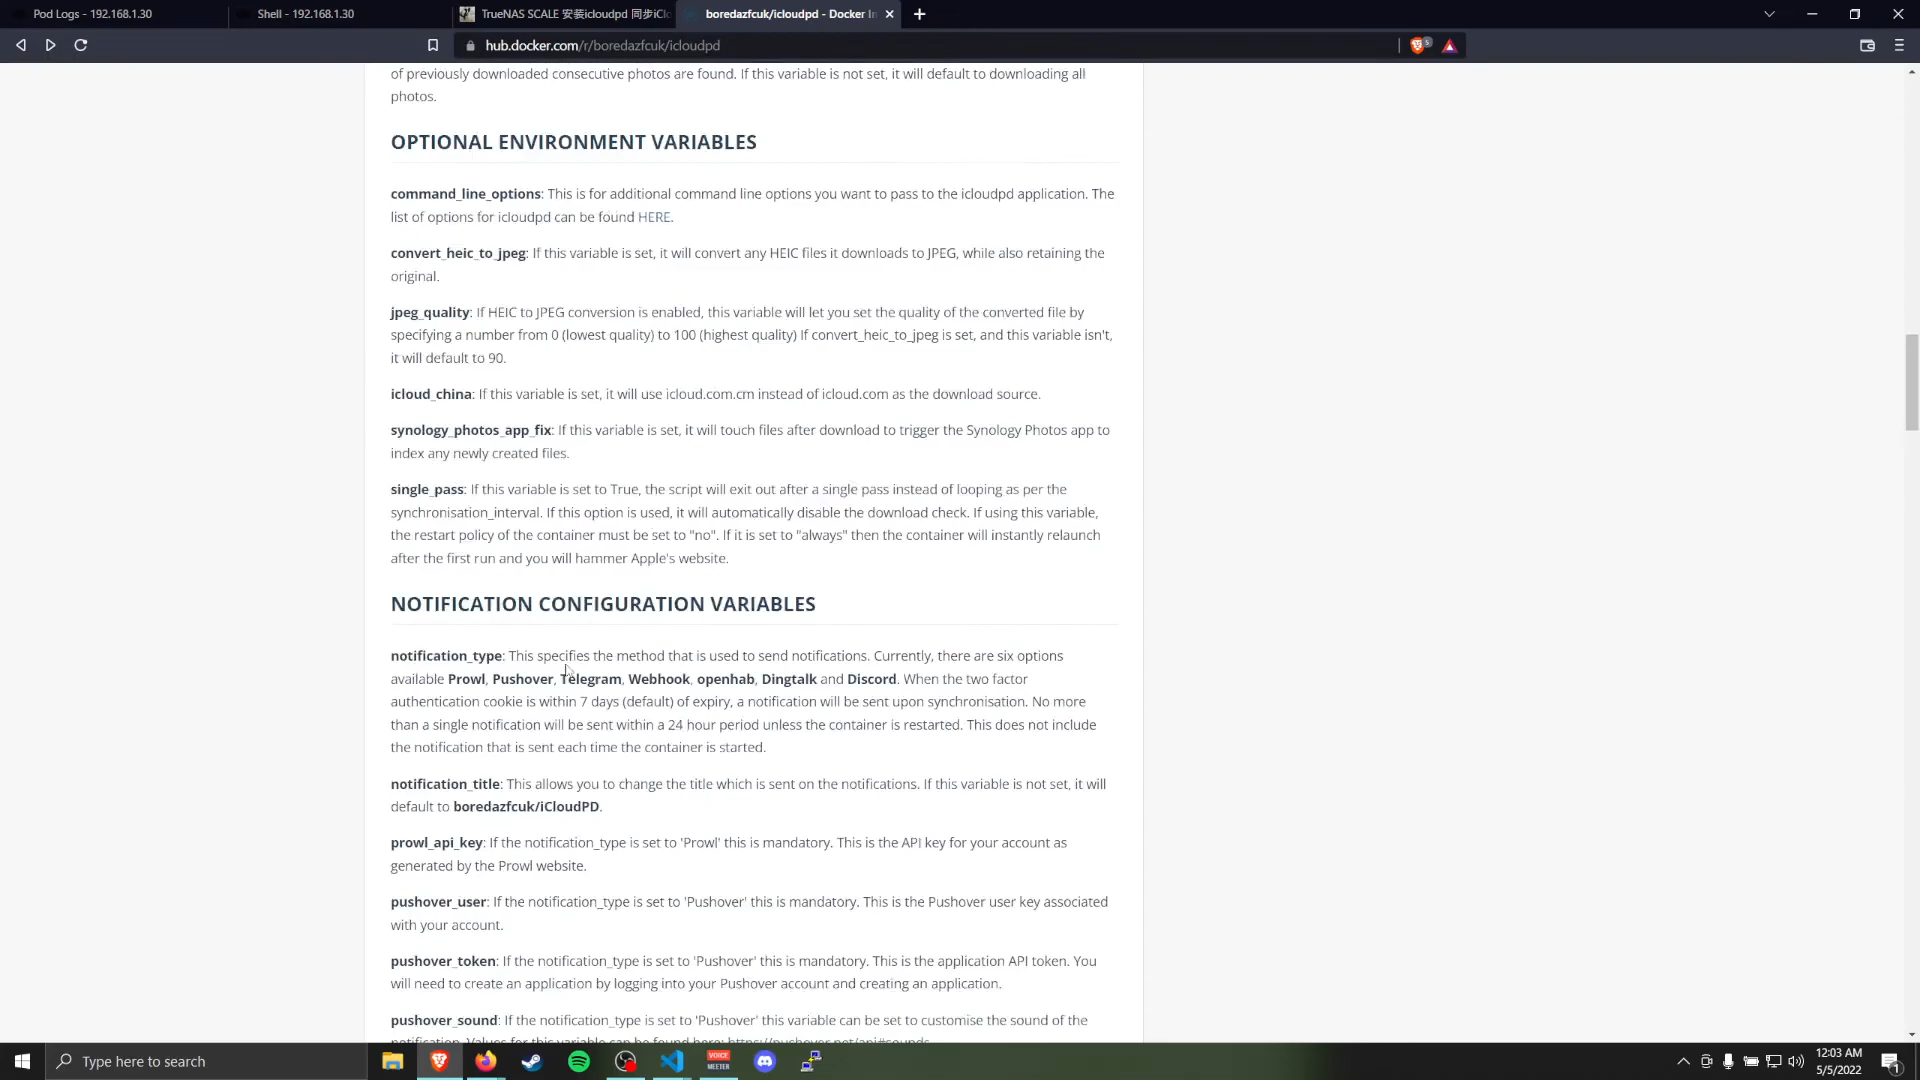 Pod Logs - 192.168.1.30
Shell - 192.168.1.30
TrueNAS SCALE 安装icloudpd 同步iClo
boredazfcuk/icloudpd - Docker Im
hub.docker.com/r/boredazfcuk/icloudpd
5
of previously downloaded consecutive photos are found. If this variable is not set, it will default to downloading all
photos.
OPTIONAL ENVIRONMENT VARIABLES
command_line_options: This is for additional command line options you want to pass to the icloudpd application. The
list of options for icloudpd can be found HERE.
convert_heic_to_jpeg: If this variable is set, it will convert any HEIC files it downloads to JPEG, while also retaining the
original.
jpeg_quality: If HEIC to JPEG conversion is enabled, this variable will let you set the quality of the converted file by
specifying a number from 0 (lowest quality) to 100 (highest quality) If convert_heic_to_jpeg is set, and this variable isn't,
it will default to 90.
icloud_china: If this variable is set, it will use icloud.com.cm instead of icloud.com as the download source.
synology_photos_app_fix: If this variable is set, it will touch files after download to trigger the Synology Photos app to
index any newly created files.
single_pass: If this variable is set to True, the script will exit out after a single pass instead of looping as per the
synchronisation_interval. If this option is used, it will automatically disable the download check. If using this variable,
the restart policy of the container must be set to "no". If it is set to "always" then the container will instantly relaunch
after the first run and you will hammer Apple's website.
NOTIFICATION CONFIGURATION VARIABLES
notification_type: This specifies the method that is used to send notifications. Currently, there are six options
available Prowl, Pushover, Telegram, Webhook, openhab, Dingtalk and Discord. When the two factor
authentication cookie is within 7 days (default) of expiry, a notification will be sent upon synchronisation. No more
than a single notification will be sent within a 24 hour period unless the container is restarted. This does not include
the notification that is sent each time the container is started.
notification_title: This allows you to change the title which is sent on the notifications. If this variable is not set, it will
default to boredazfcuk/iCloudPD.
prowl_api_key: If the notification_type is set to 'Prowl' this is mandatory. This is the API key for your account as
generated by the Prowl website.
pushover_user: If the notification_type is set to 'Pushover' this is mandatory. This is the Pushover user key associated
with your account.
pushover_token: If the notification_type is set to 'Pushover' this is mandatory. This is the application API token. You
will need to create an application by logging into your Pushover account and creating an application.
pushover_sound: If the notification_type is set to 'Pushover' this variable can be set to customise the sound of the
notification. Values for this variable can be found here: https://pushover.net/api#sounds
Type here to search
VOICE
MEETER
12:03 AM
5/5/2022
1